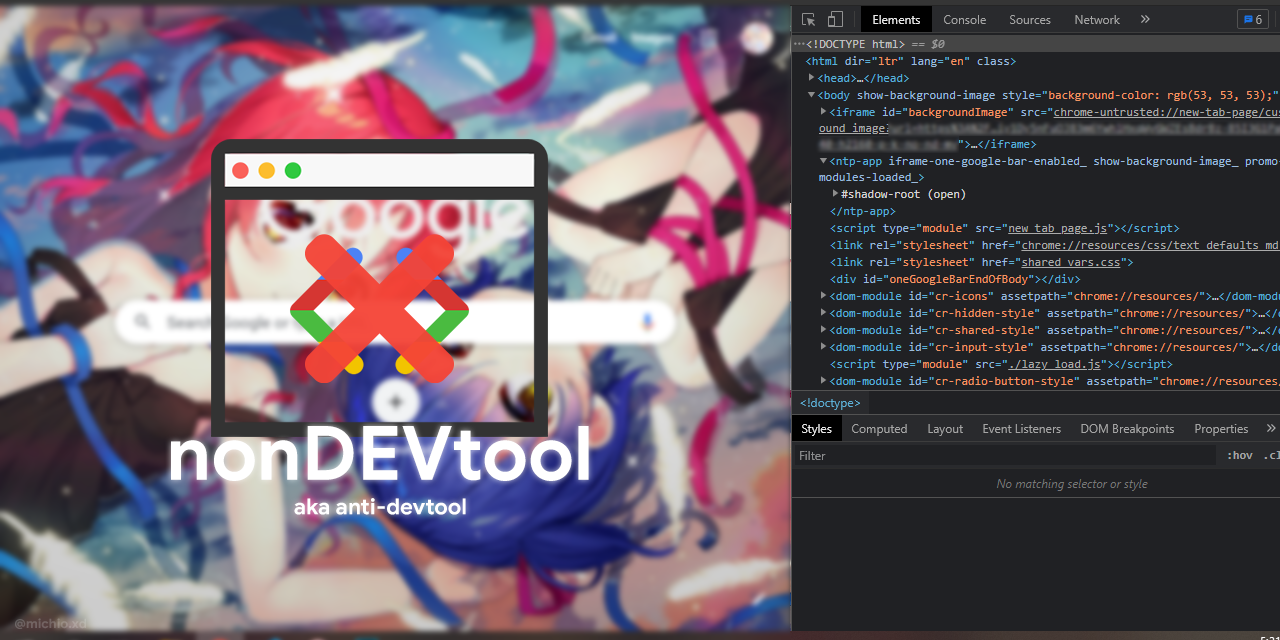 Google
Search Google or
nonDEVtool
aka anti-devtool
@michio.xd
Elements Console Sources Network » 6
···<!DOCTYPE html> == $0
<html dir="ltr" lang="en" class>
<head>…</head>
<body show-background-image style="background-color: rgb(53, 53, 53);"
<iframe id="backgroundImage" src="chrome-untrusted://new-tab-page/cus
ound image?
">…</iframe>
<ntp-app iframe-one-google-bar-enabled_ show-background-image_ promo
modules-loaded_>
#shadow-root (open)
</ntp-app>
<script type="module" src="new_tab_page.js"></script>
<link rel="stylesheet" href="chrome://resources/css/text_defaults_md
<link rel="stylesheet" href="shared_vars.css">
<div id="oneGoogleBarEndOfBody"></div>
<dom-module id="cr-icons" assetpath="chrome://resources/">…</dom-modu
<dom-module id="cr-hidden-style" assetpath="chrome://resources/">…</
<dom-module id="cr-shared-style" assetpath="chrome://resources/">…</
<dom-module id="cr-input-style" assetpath="chrome://resources/">…</do
<script type="module" src="./lazy_load.js"></script>
<dom-module id="cr-radio-button-style" assetpath="chrome://resources/
<!doctype>
Styles Computed Layout Event Listeners DOM Breakpoints Properties »
Filter :hov .cl
No matching selector or style